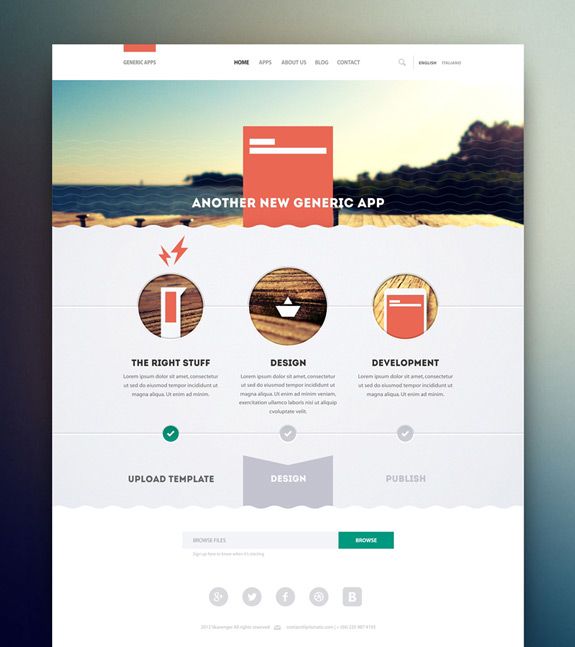 GENERIC APPS
HOME APPS ABOUT US BLOG CONTACT
ENGLISH ITALIANO
ANOTHER NEW GENERIC APP
THE RIGHT STUFF
Lorem ipsum dolor sit amet, consectetur
ut sed do eiusmod tempor incididunt ut
magna aliqua. Ut enim ad minim.
DESIGN
Lorem ipsum dolor sit amet, consectetur
ut sed do eiusmod tempor incididunt ut
magna aliqua. Ut enim ad minim veniam,
exercitation ullamco laboris nisi ut aliquip
cvoluptate velit.
DEVELOPMENT
Lorem ipsum dolor sit amet, consectetur
ut sed do eiusmod tempor incididunt ut
magna aliqua. Ut enim ad minim.
UPLOAD TEMPLATE
DESIGN
PUBLISH
BROWSE FILES.
BROWSE
Sign up here to know when it's starting
All rights reserved